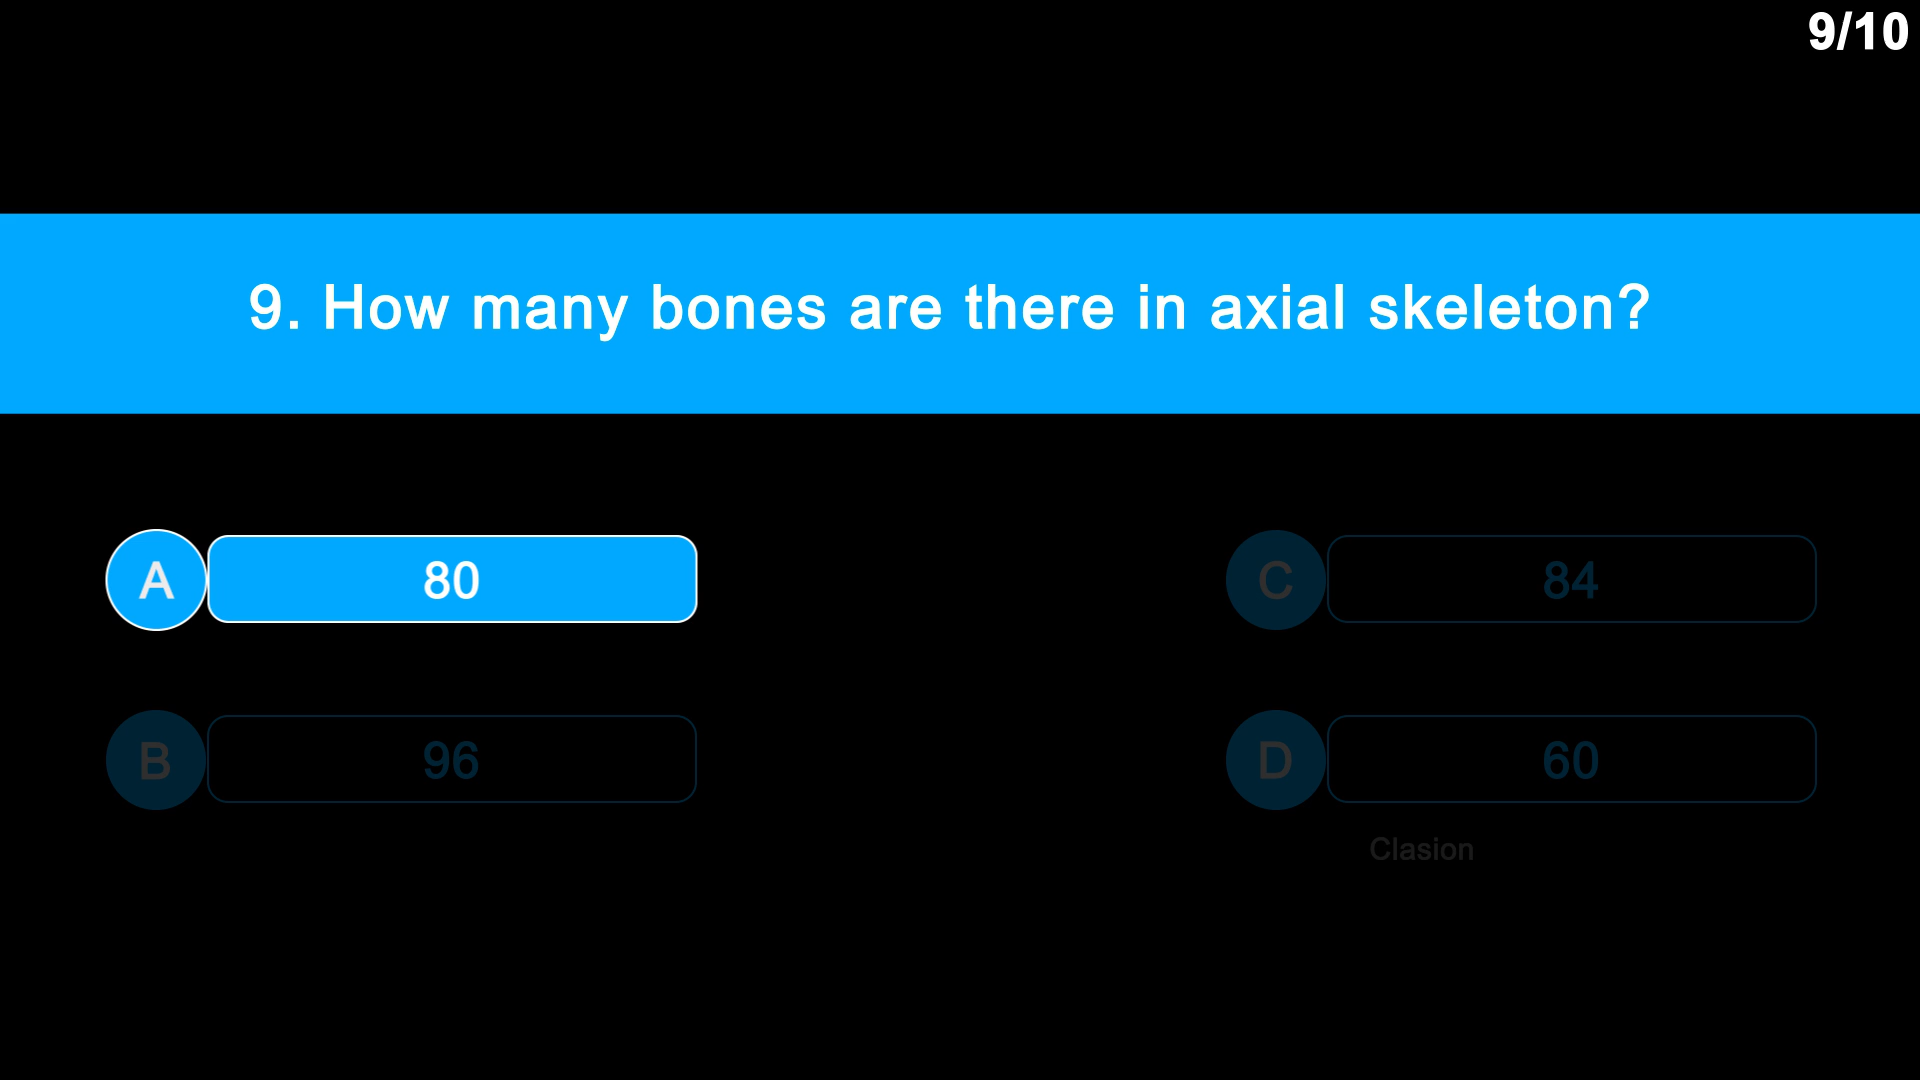 9/10
9. How many bones are there in axial skeleton?
A 80
C 84
B 96
D 60
Clasion